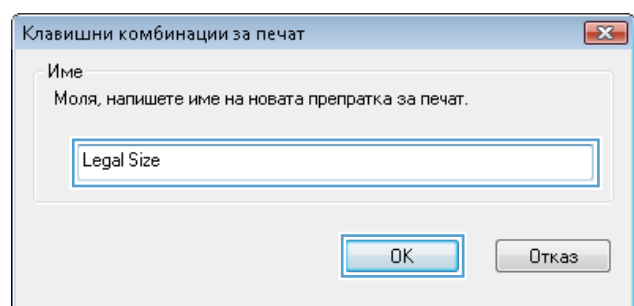 Клавишни комбинации за печат
Име
Моля, напишете име на новата препратка за печат.
Legal Size
OK
Отказ